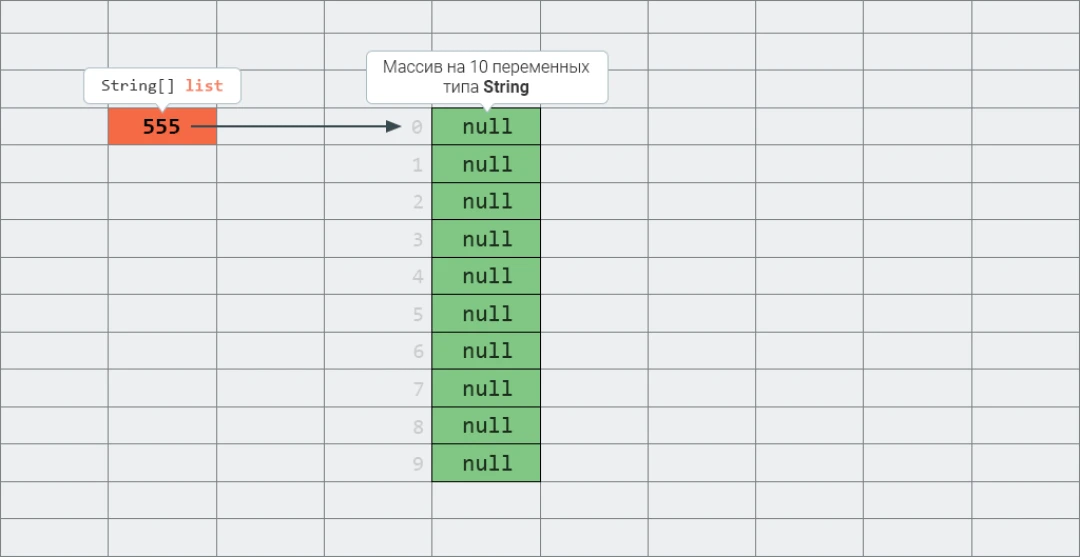 Массив на 10 переменных
типа String
String[] list
555
0 null
1 null
2 null
3 null
4 null
5 null
6 null
7 null
8 null
9 null